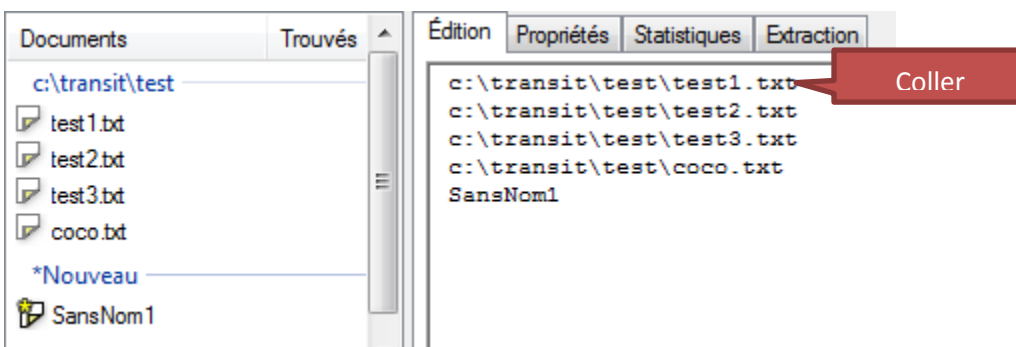 Documents Trouvés
c:\transit\test
test1.txt
test2.txt
test3.txt
coco.txt
*Nouveau
SansNom1
Édition Propriétés Statistiques Extraction
c:\transit\test\test1.txt
c:\transit\test\test2.txt
c:\transit\test\test3.txt
c:\transit\test\coco.txt
SansNom1
Coller